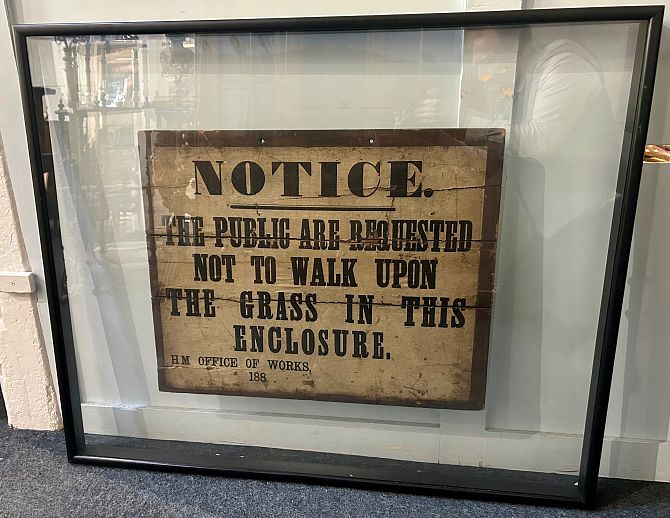 NOTICE.
THE PUBLIC ARE REQUESTED
NOT TO WALK UPON
THE GRASS IN THIS
ENCLOSURE.
H M OFFICE OF WORKS,
188